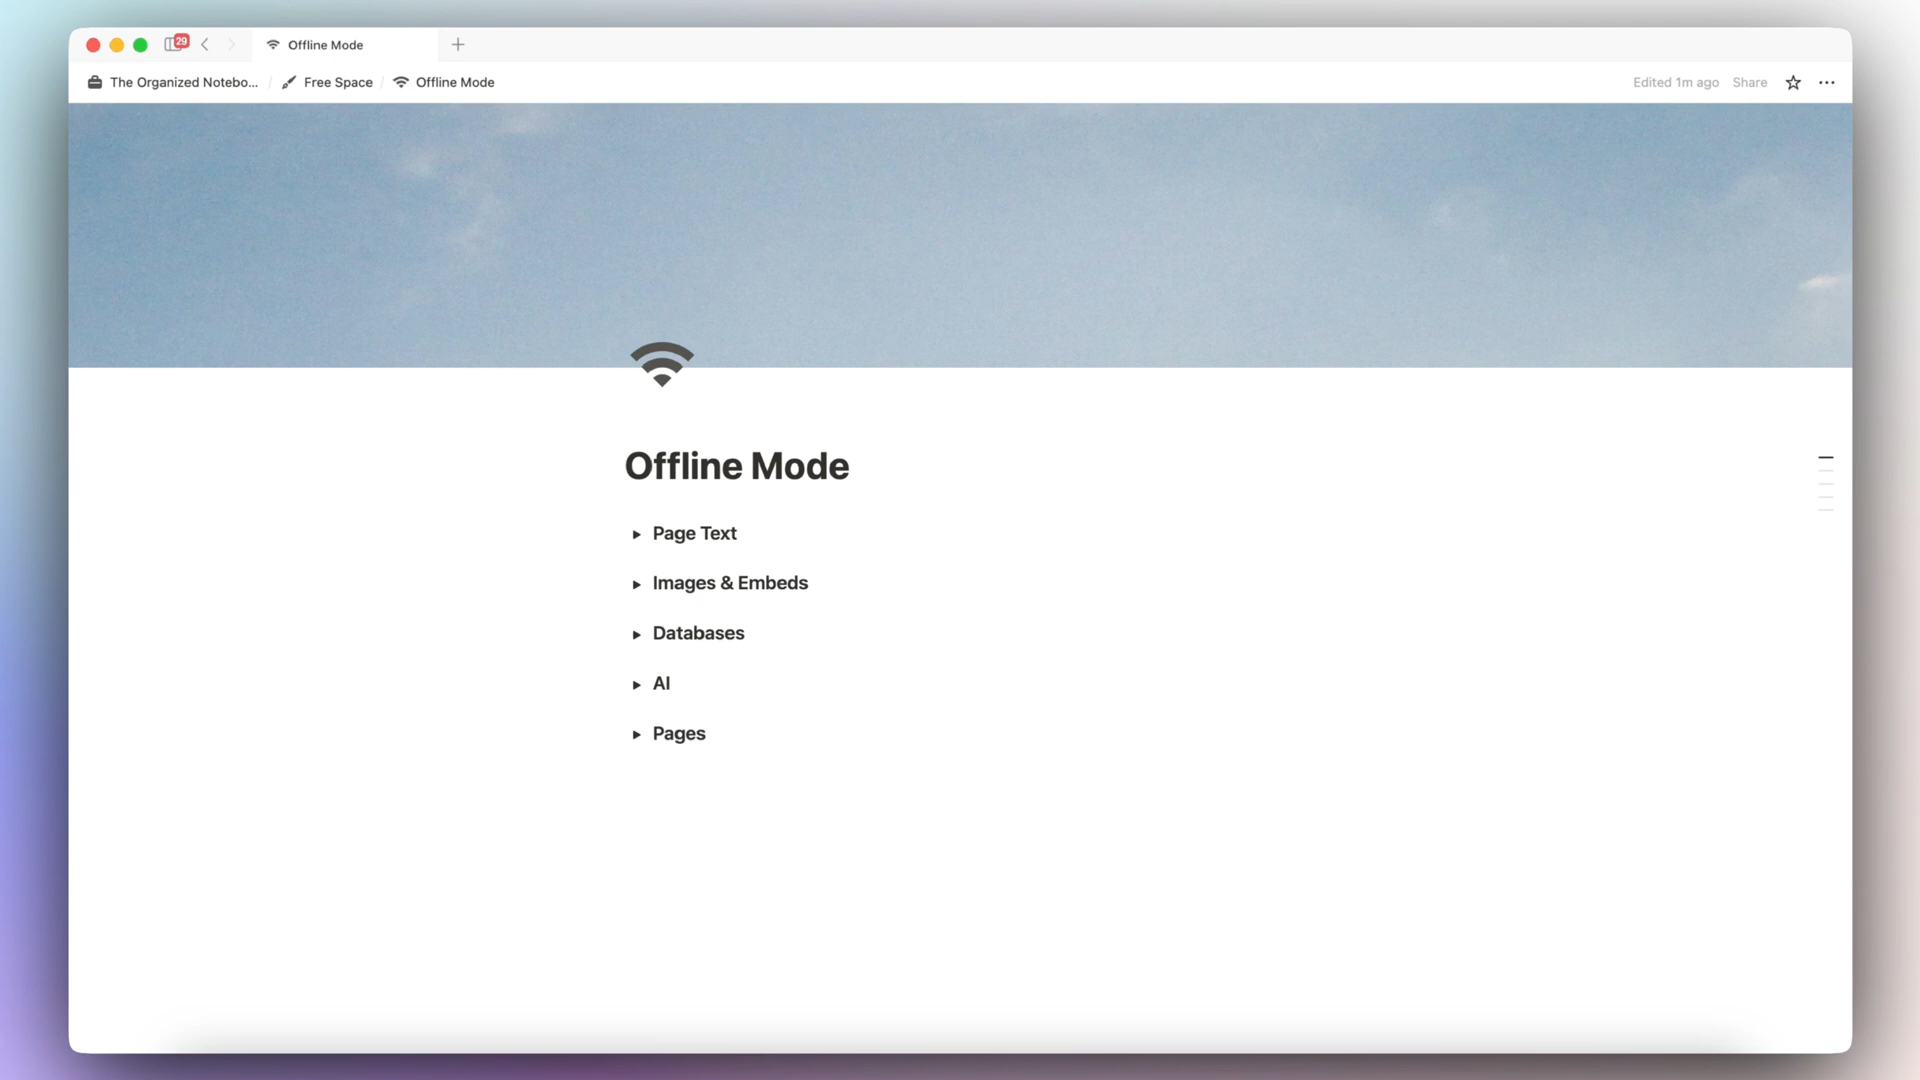 29
Offline Mode
The Organized Notebo... / Free Space / Offline Mode
Edited 1m ago
Share
Offline Mode
Page Text
Images & Embeds
Databases
AI
Pages